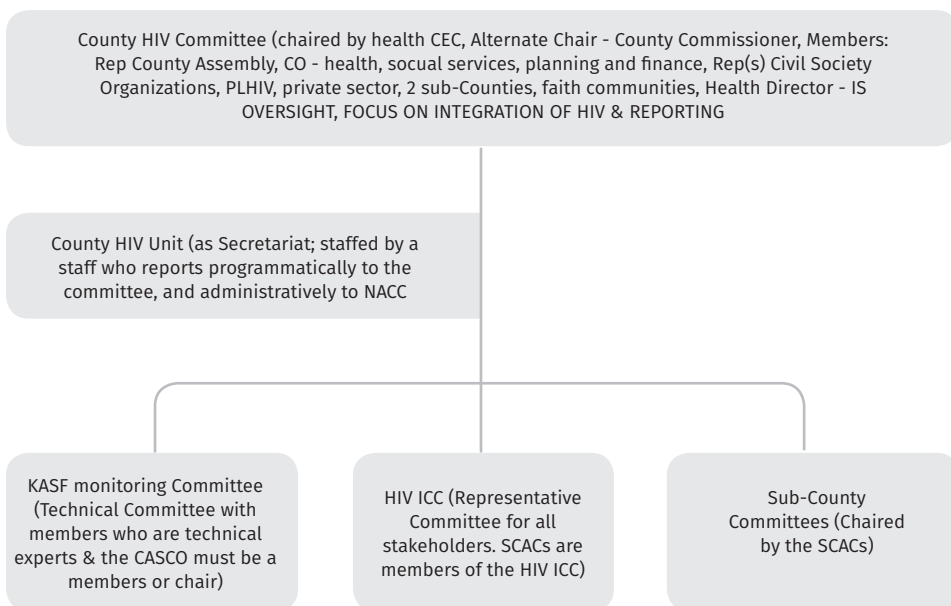 County HIV Committee (chaired by health CEC, Alternate Chair - County Commissioner, Members:
Rep County Assembly, CO - health, socual services, planning and finance, Rep(s) Civil Society
Organizations, PLHIV, private sector, 2 sub-Counties, faith communities, Health Director - IS
OVERSIGHT, FOCUS ON INTEGRATION OF HIV & REPORTING
County HIV Unit (as Secretariat; staffed by a
staff who reports programmatically to the
committee, and administratively to NACC
KASF monitoring Committee
(Technical Committee with
members who are technical
experts & the CASCO must be a
members or chair)
HIV ICC (Representative
Committee for all
stakeholders. SCACs are
members of the HIV ICC)
Sub-County
Committees (Chaired
by the SCACs)